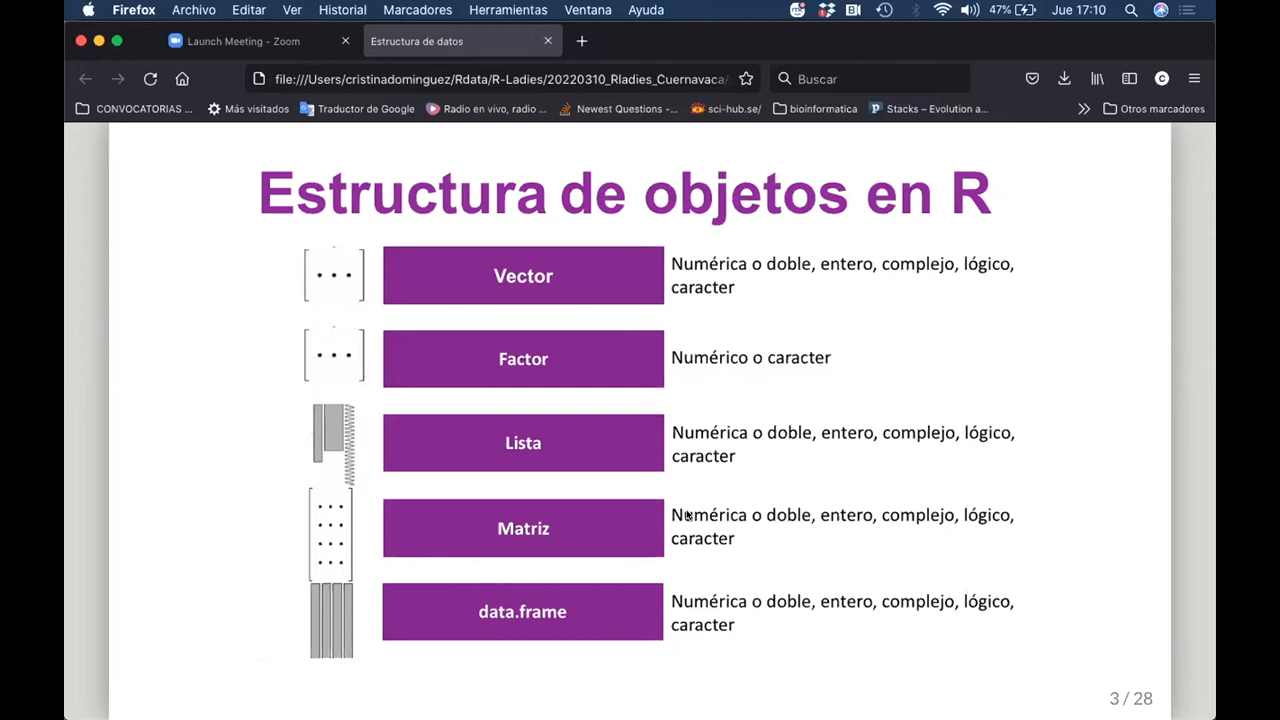 Firefox Archivo Editar Ver Historial Marcadores Herramientas Ventana Ayuda 47% Jue 17:10
Launch Meeting - Zoom Estructura de datos
file:///Users/cristinadominguez/Rdata/R-Ladies/20220310_Rladies_Cuernavaca/ Buscar
CONVOCATORIAS ... Más visitados Traductor de Google Radio en vivo, radio ... Newest Questions -... sci-hub.se/ bioinformatica Stacks – Evolution a... Otros marcadores
Estructura de objetos en R
Vector
Numérica o doble, entero, complejo, lógico,
caracter
Factor
Numérico o caracter
Lista
Numérica o doble, entero, complejo, lógico,
caracter
Matriz
Numérica o doble, entero, complejo, lógico,
caracter
data.frame
Numérica o doble, entero, complejo, lógico,
caracter
3 / 28